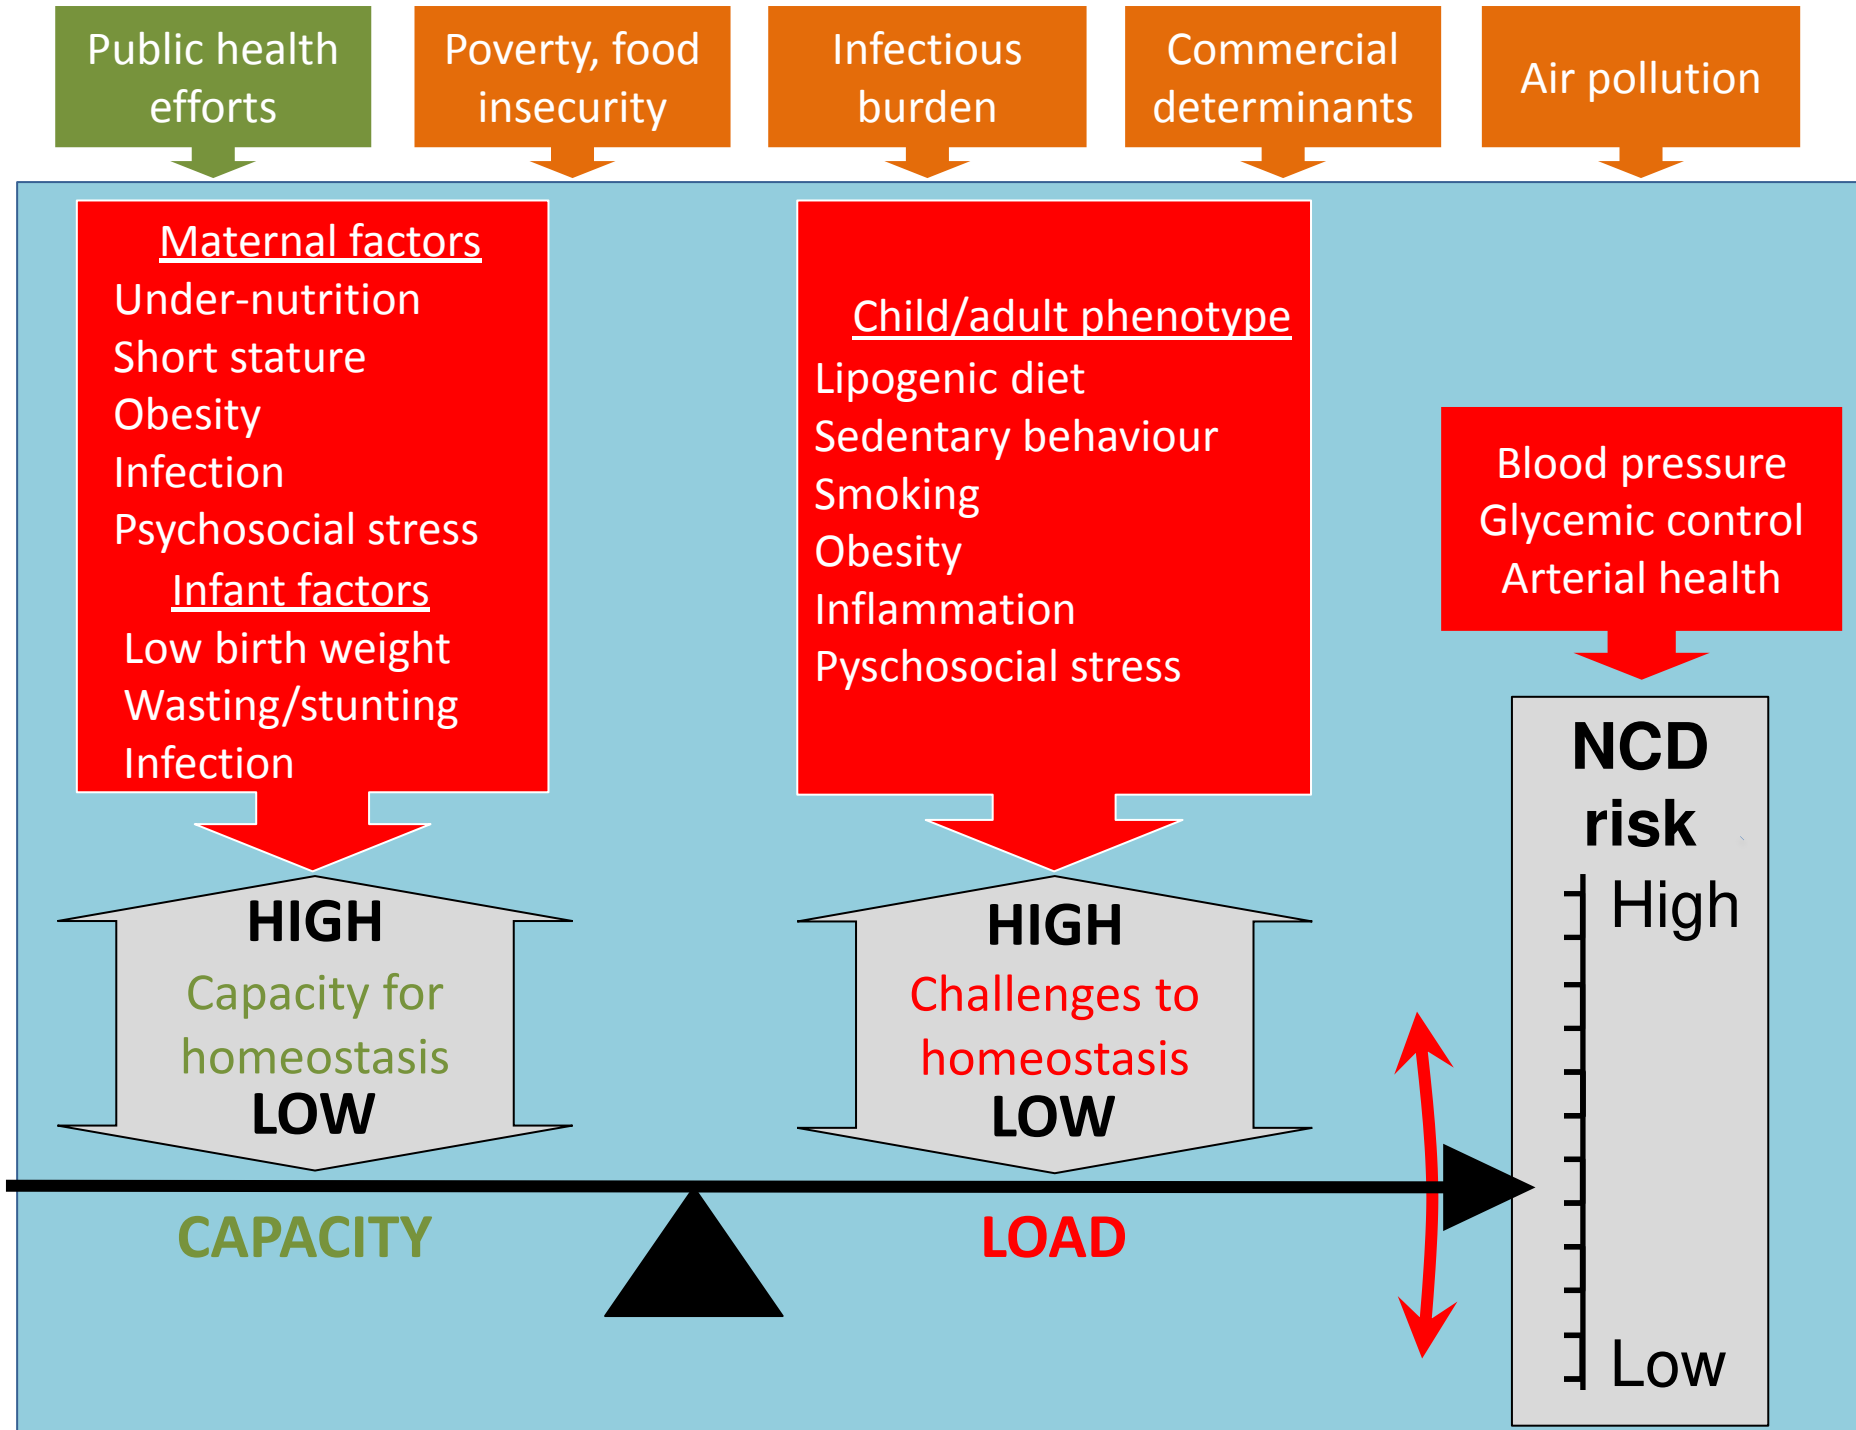 Public health
efforts
Poverty, food
insecurity
Infectious
burden
Commercial
determinants
Air pollution
Maternal factors
Under-nutrition
Short stature
Obesity
Infection
Psychosocial stress
Infant factors
Low birth weight
Wasting/stunting
Infection
Child/adult phenotype
Lipogenic diet
Sedentary behaviour
Smoking
Obesity
Inflammation
Pyschosocial stress
Blood pressure
Glycemic control
Arterial health
HIGH
Capacity for
homeostasis
LOW
HIGH
Challenges to
homeostasis
LOW
NCD
risk
High
Low
CAPACITY
LOAD